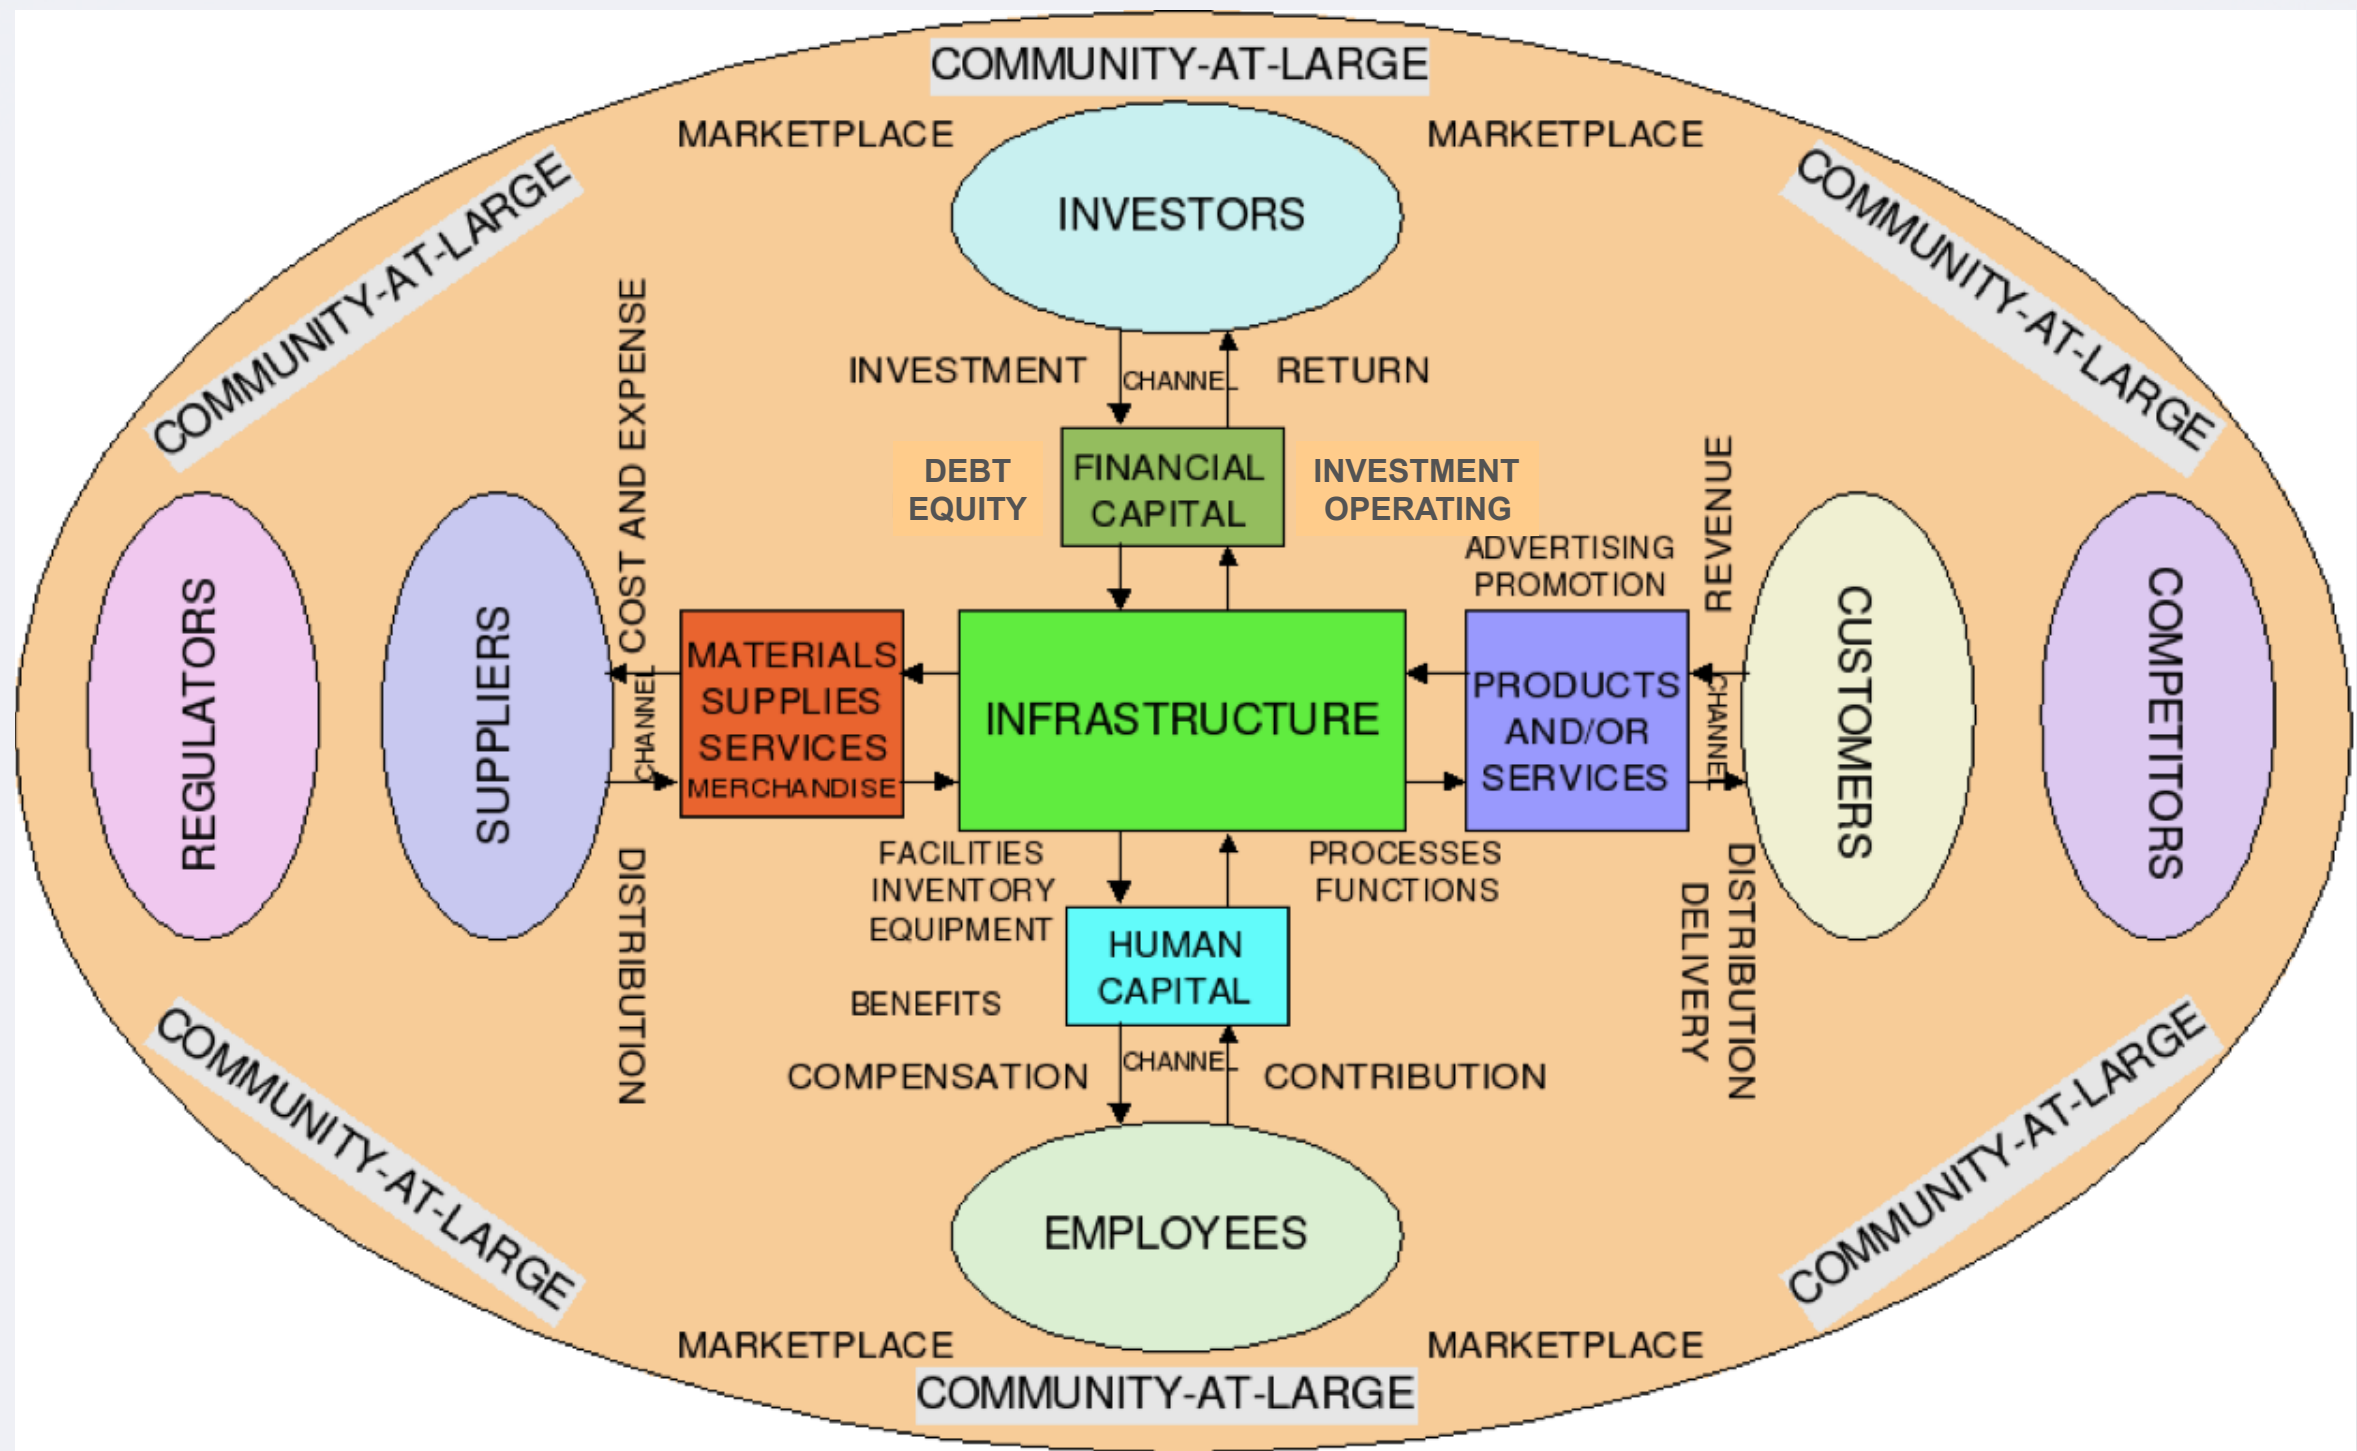 COMMUNITY-AT-LARGE
MARKETPLACE
MARKETPLACE
COMMUNITY-AT-LARGE
COMMUNITY-AT-LARGE
INVESTORS
INVESTMENT
CHANNEL
RETURN
COST AND EXPENSE
DEBT
EQUITY
FINANCIAL
CAPITAL
INVESTMENT
OPERATING
REVENUE
ADVERTISING
PROMOTION
REGULATORS
SUPPLIERS
CHANNEL
MATERIALS
SUPPLIES
SERVICES
MERCHANDISE
INFRASTRUCTURE
PRODUCTS
AND/OR
SERVICES
CHANNEL
CUSTOMERS
COMPETITORS
DISTRIBUTION
FACILITIES
INVENTORY
EQUIPMENT
PROCESSES
FUNCTIONS
DISTRIBUTION
DELIVERY
HUMAN
CAPITAL
BENEFITS
COMPENSATION
CHANNEL
CONTRIBUTION
COMMUNITY-AT-LARGE
COMMUNITY-AT-LARGE
EMPLOYEES
MARKETPLACE
MARKETPLACE
COMMUNITY-AT-LARGE